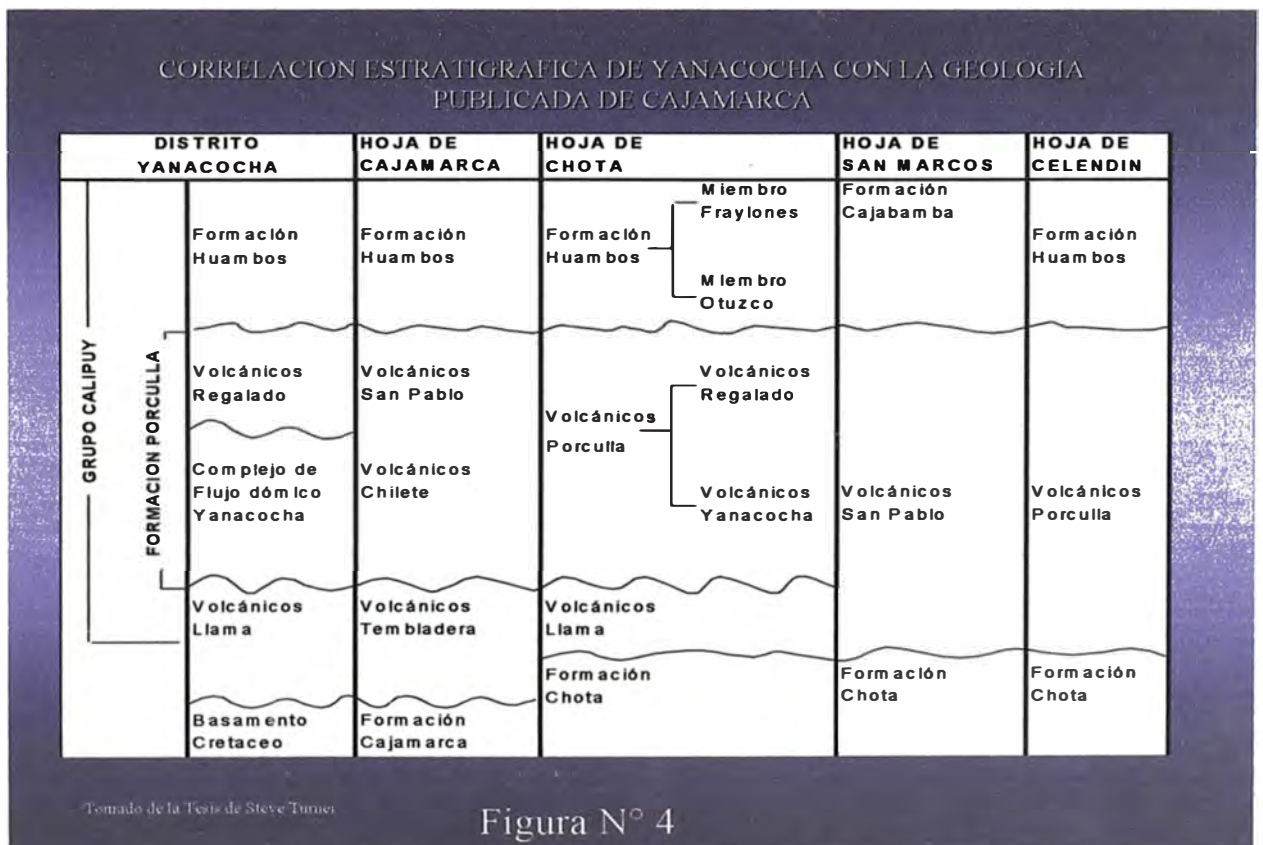 CORRELACION ESTRATIGRAFICA DE YANACOCHA CON LA GEOLOGIA
PUBLICADA DE CAJAMARCA
DISTRITO
YANACOCHA
HOJA DE
CAJAMARCA
HOJA DE
CHOTA
HOJA DE
SAN MARCOS
HOJA DE
CELENDIN
GRUPO CALIPUY
FORMACION PORCULLA
Formación
Huambos
Volcánicos
Regalado
Complejo de
Flujo dómico
Yanacocha
Volcánicos
Llama
Basamento
Cretaceo
Formación
Huambos
Volcánicos
San Pablo
Volcánicos
Chilete
Volcánicos
Tembladera
Formación
Cajamarca
Formación
Huambos
Miembro
Fraylones
Miembro
Otuzco
Volcánicos
Porculla
Volcánicos
Regalado
Volcánicos
Yanacocha
Volcánicos
Llama
Formación
Chota
Formación
Cajabamba
Volcánicos
San Pablo
Formación
Chota
Formación
Huambos
Volcánicos
Porculla
Formación
Chota
Tomado de la Tesis de Steve Turner
Figura N° 4